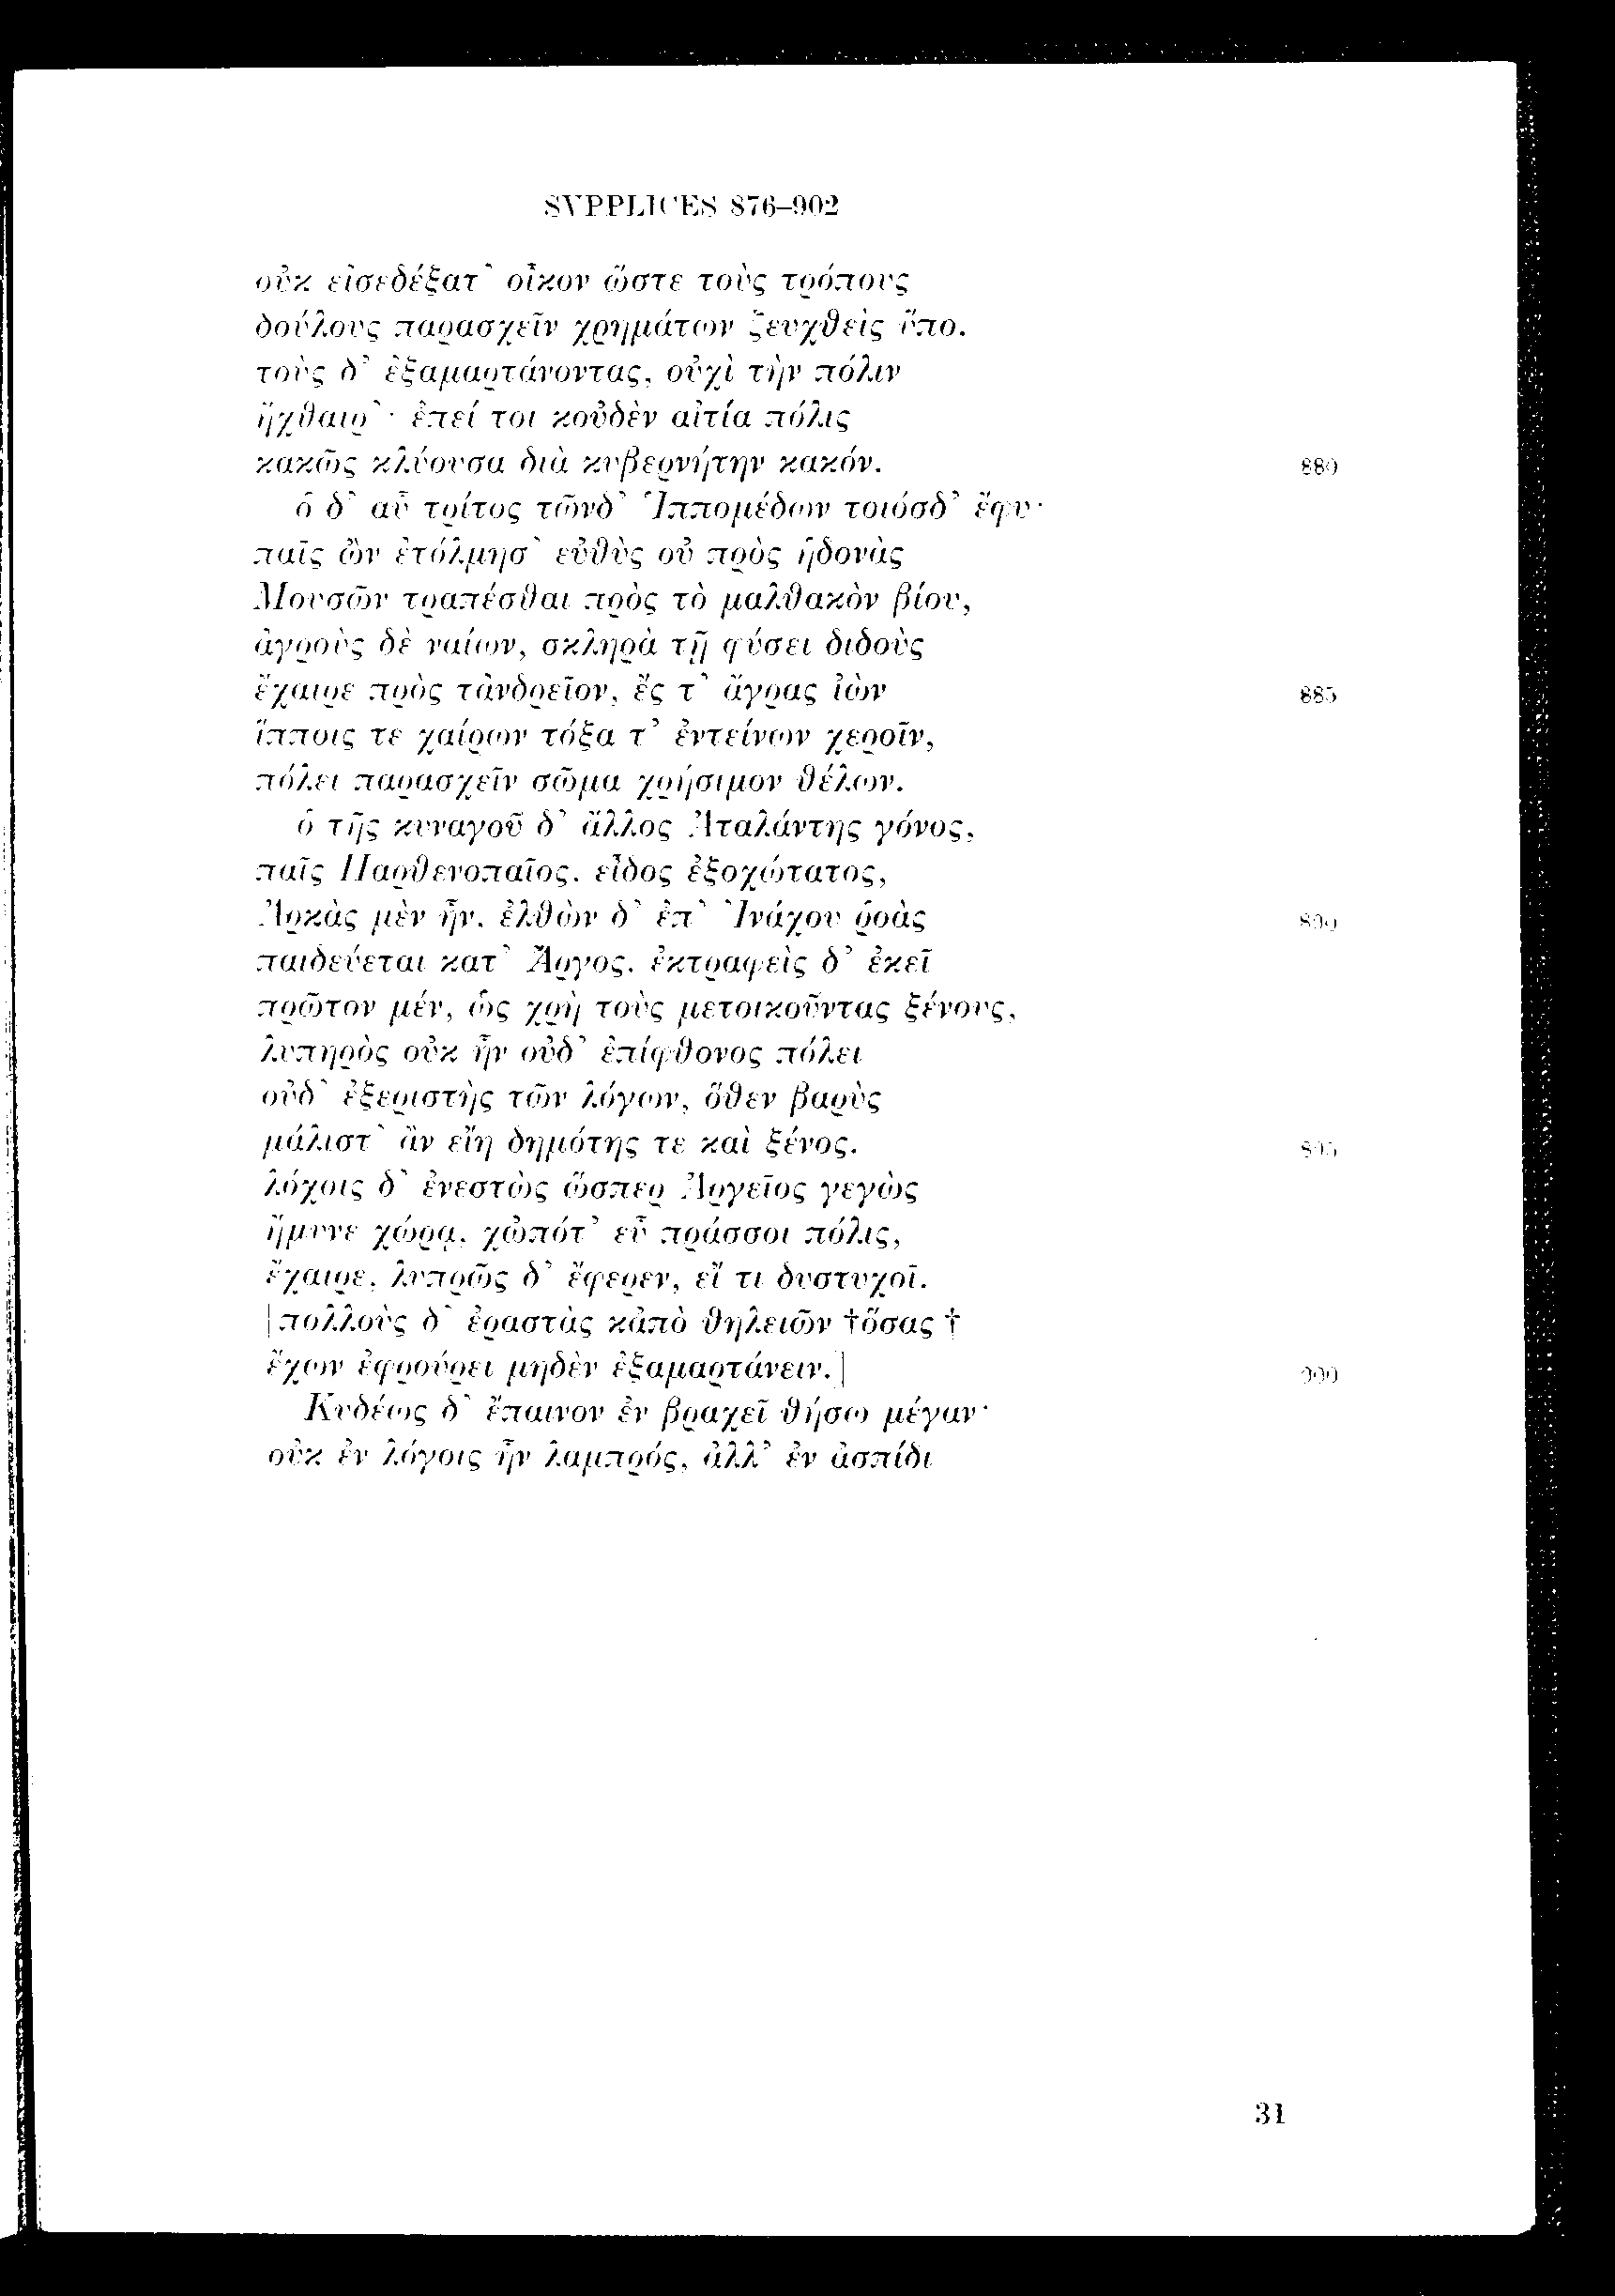 SVPPLICES 876–902
οὐκ εἰσεδέξατ᾽ οἶκον ὥστε τοὺς τρόπους
δούλους παρασχεῖν χρημάτων ζευχθεὶς ὕπο.
τοὺς δ᾽ ἐξαμαρτάνοντας, οὐχὶ τὴν πόλιν
ἤχθαιρ᾽· ἐπεί τοι κοὐδὲν αἰτία πόλις
κακῶς κλύουσα διὰ κυβερνήτην κακόν. 880
ὁ δ᾽ αὖ τρίτος τῶνδ᾽ Ἱππομέδων τοιόσδ᾽ ἔφυ·
παῖς ὢν ἐτόλμησ᾽ εὐθὺς οὐ πρὸς ἡδονὰς
Μουσῶν τραπέσθαι πρὸς τὸ μαλθακὸν βίου,
ἀγροὺς δὲ ναίων, σκληρὰ τῇ φύσει διδοὺς
ἔχαιρε πρὸς τἀνδρεῖον, ἔς τ᾽ ἄγρας ἰὼν 885
ἵπποις τε χαίρων τόξα τ᾽ ἐντείνων χεροῖν,
πόλει παρασχεῖν σῶμα χρήσιμον θέλων.
ὁ τῆς κυναγοῦ δ᾽ ἄλλος Ἀταλάντης γόνος,
παῖς Παρθενοπαῖος, εἶδος ἐξοχώτατος,
Ἀρκὰς μὲν ἦν, ἐλθὼν δ᾽ ἐπ᾽ Ἰνάχου ῥοὰς 890
παιδεύεται κατ᾽ Ἄργος. ἐκτραφεὶς δ᾽ ἐκεῖ
πρῶτον μέν, ὡς χρὴ τοὺς μετοικοῦντας ξένους,
λυπηρὸς οὐκ ἦν οὐδ᾽ ἐπίφθονος πόλει
οὐδ᾽ ἐξεριστὴς τῶν λόγων, ὅθεν βαρὺς
μάλιστ᾽ ἂν εἴη δημότης τε καὶ ξένος. 895
λόχοις δ᾽ ἐνεστὼς ὥσπερ Ἀργεῖος γεγὼς
ἤμυνε χώρᾳ, χὠπότ᾽ εὖ πράσσοι πόλις,
ἔχαιρε, λυπρῶς δ᾽ ἔφερεν, εἴ τι δυστυχοῖ.
[πολλοὺς δ᾽ ἐραστὰς κἀπὸ θηλειῶν †ὅσας†
ἔχων ἐφρούρει μηδὲν ἐξαμαρτάνειν.] 900
Τυδέως δ᾽ ἔπαινον ἐν βραχεῖ θήσω μέγαν·
οὐκ ἐν λόγοις ἦν λαμπρός, ἀλλ᾽ ἐν ἀσπίδι
31